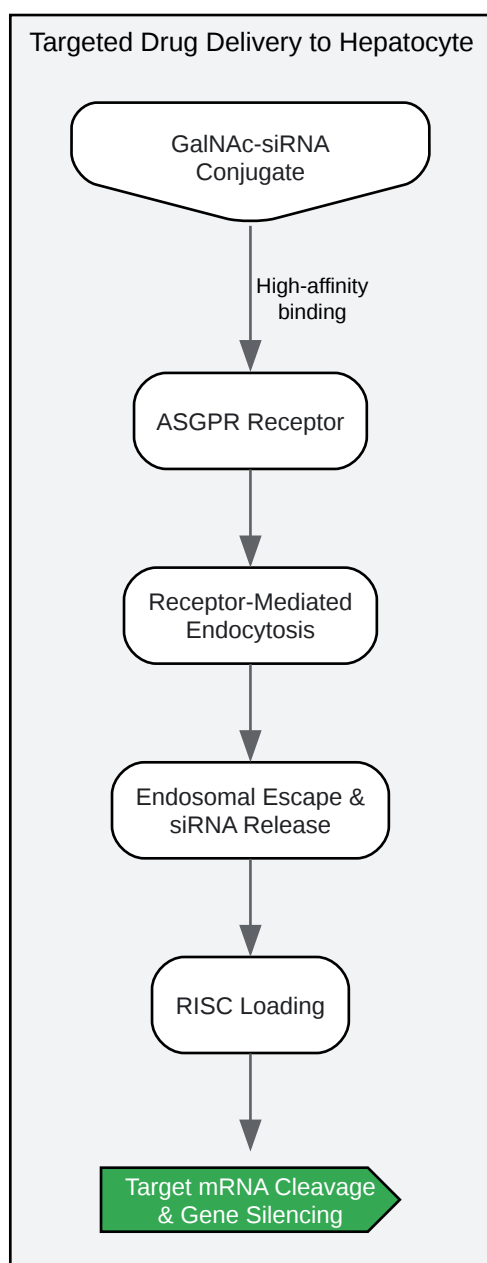 Targeted Drug Delivery to Hepatocyte
GalNAc-siRNA
Conjugate
High-affinity
binding
ASGPR Receptor
Receptor-Mediated
Endocytosis
Endosomal Escape &
siRNA Release
RISC Loading
Target mRNA Cleavage
& Gene Silencing